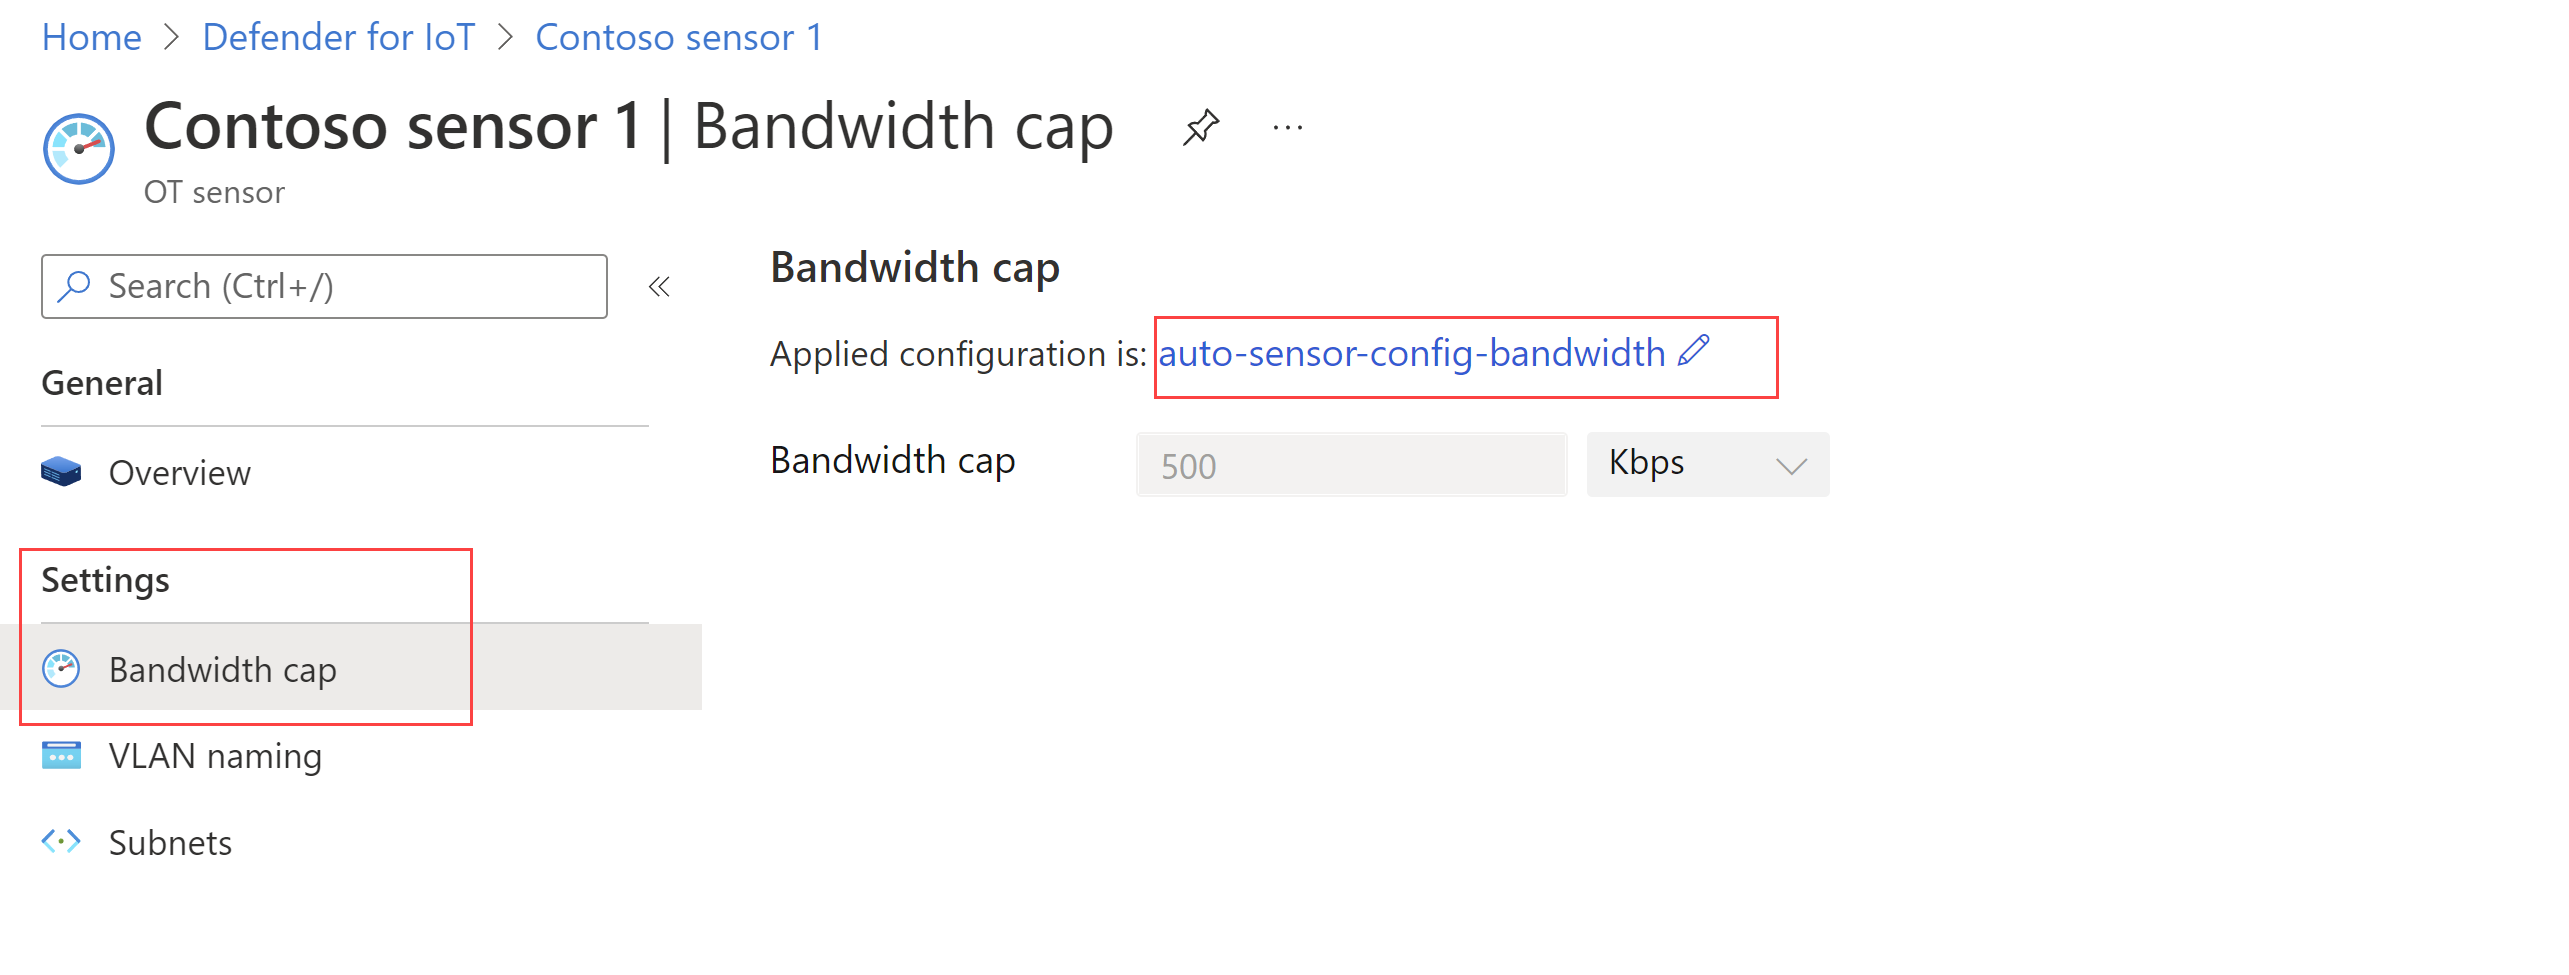 Home > Defender for IoT > Contoso sensor 1
Contoso sensor 1 | Bandwidth cap ...
OT sensor
Search (Ctrl+/) «
General
Overview
Settings
Bandwidth cap
VLAN naming
Subnets
Bandwidth cap
Applied configuration is: auto-sensor-config-bandwidth
Bandwidth cap 500 Kbps